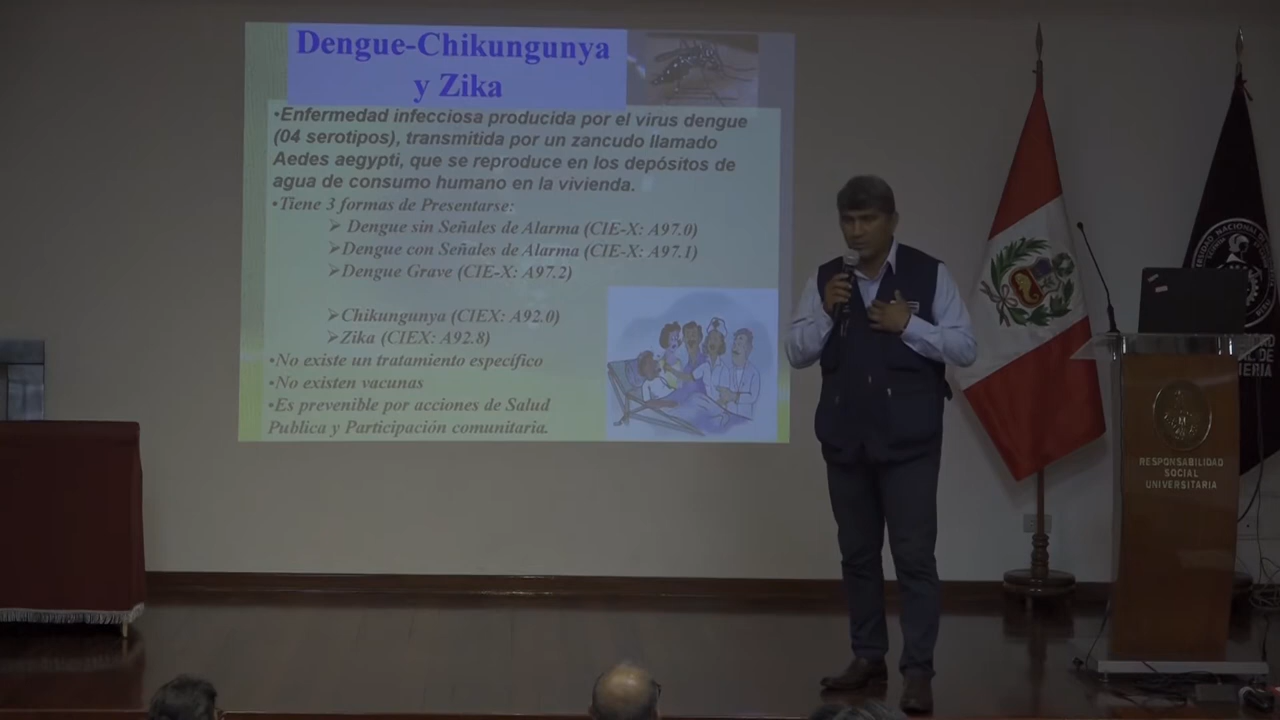 Dengue-Chikungunya
y Zika
•Enfermedad infecciosa producida por el virus dengue
(04 serotipos), transmitida por un zancudo llamado
Aedes aegypti, que se reproduce en los depósitos de
agua de consumo humano en la vivienda.
•Tiene 3 formas de Presentarse:
➢ Dengue sin Señales de Alarma (CIE-X: A97.0)
➢Dengue con Señales de Alarma (CIE-X: A97.1)
➢Dengue Grave (CIE-X: A97.2)
➢Chikungunya (CIEX: A92.0)
➢Zika (CIEX: A92.8)
•No existe un tratamiento específico
•No existen vacunas
•Es prevenible por acciones de Salud
Publica y Participación comunitaria.
NACIONAL DE
RESPONSABILIDAD
SOCIAL
UNIVERSITARIA